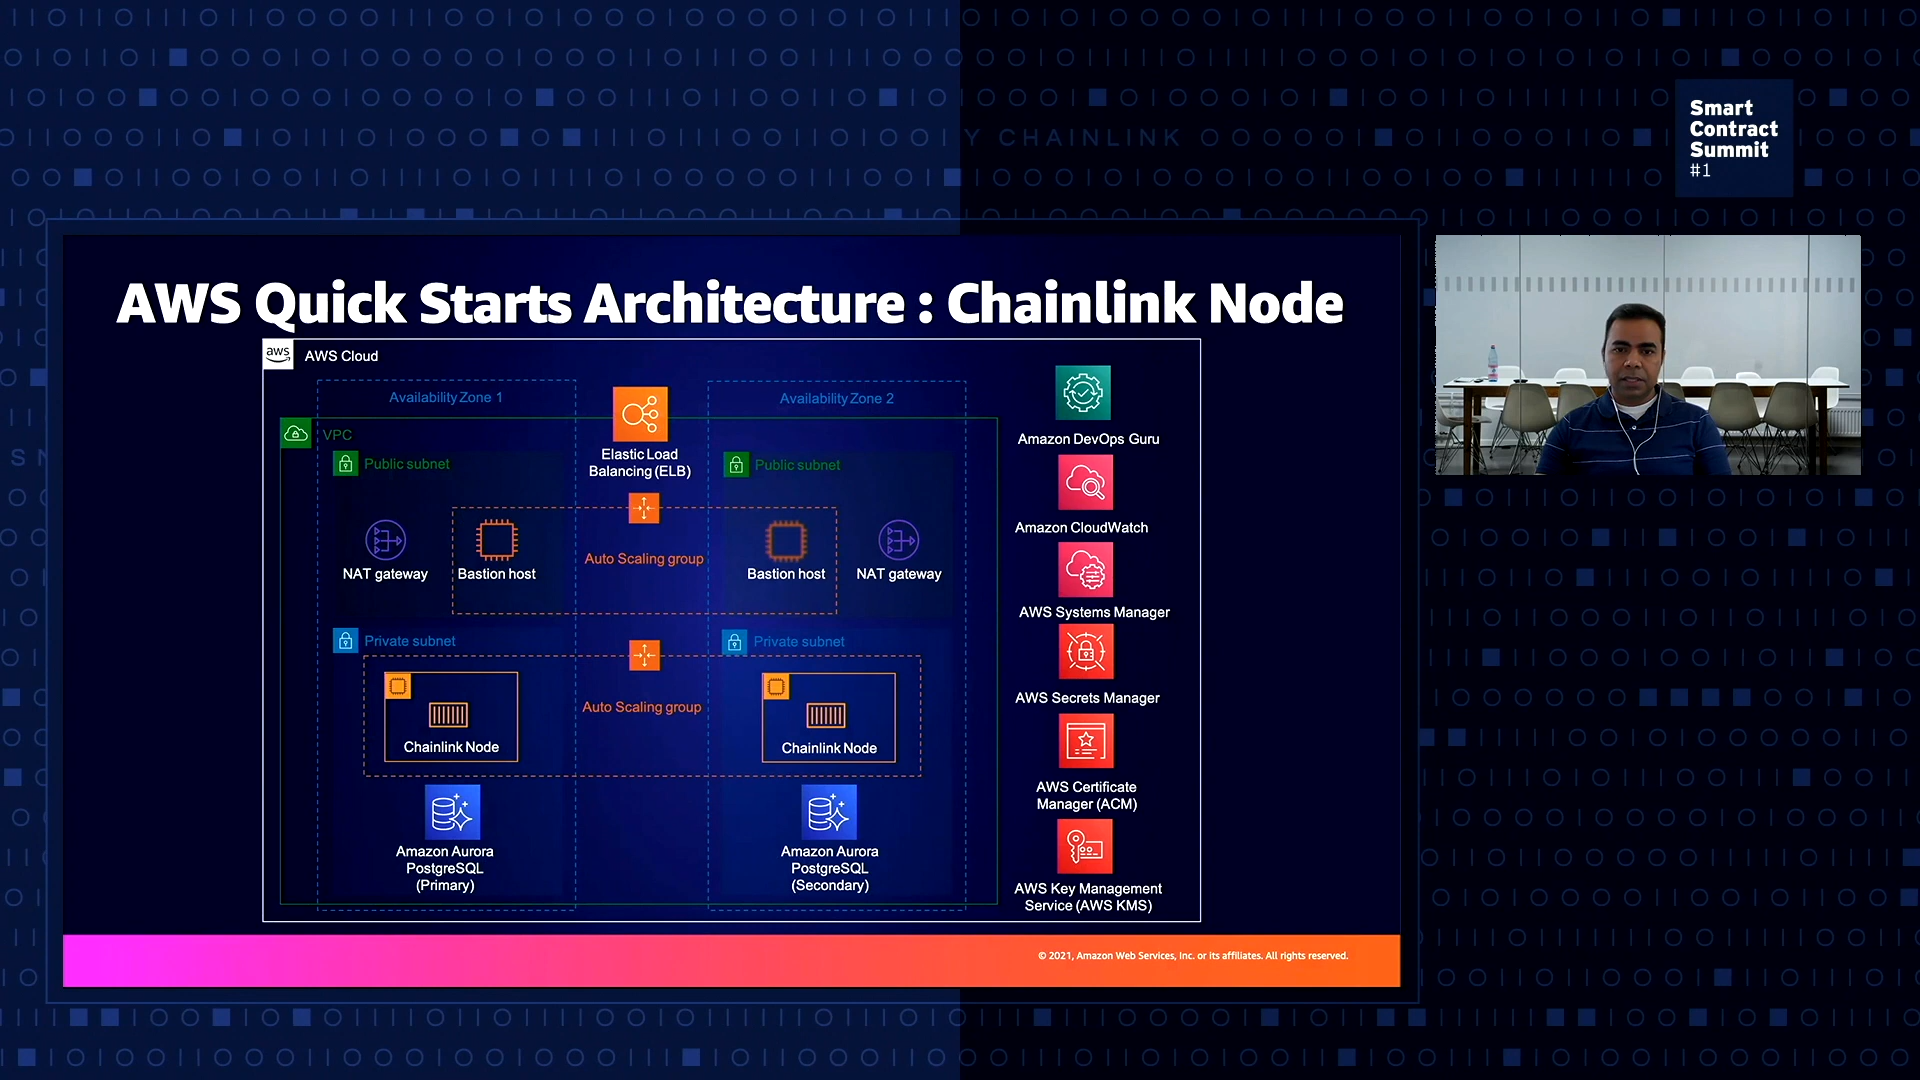 Y CHAINLINK
Smart
Contract
Summit
#1
AWS Quick Starts Architecture : Chainlink Node
aws
AWS Cloud
Availability Zone 1
Availability Zone 2
VPC
Elastic Load
Balancing (ELB)
Public subnet
Public subnet
NAT gateway
Bastion host
Auto Scaling group
Bastion host
NAT gateway
Private subnet
Private subnet
Chainlink Node
Auto Scaling group
Chainlink Node
Amazon Aurora
PostgreSQL
(Primary)
Amazon Aurora
PostgreSQL
(Secondary)
Amazon DevOps Guru
Amazon CloudWatch
AWS Systems Manager
AWS Secrets Manager
AWS Certificate
Manager (ACM)
AWS Key Management
Service (AWS KMS)
© 2021, Amazon Web Services, Inc. or its affiliates. All rights reserved.